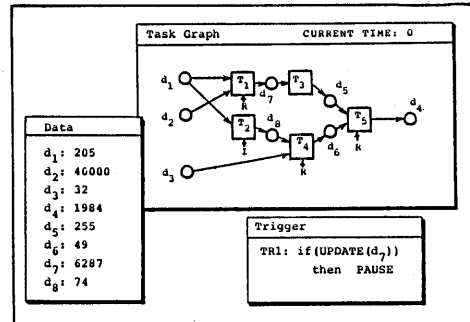 Task Graph CURRENT TIME: 0
d1
T1
R
d7
T3
d5
d2
T2
I
d8
T4
R
d6
T5
R
d4
d3
Data
d1: 205
d2: 40000
d3: 32
d4: 1984
d5: 255
d6: 49
d7: 6287
d8: 74
Trigger
TR1: if(UPDATE(d7))
then PAUSE